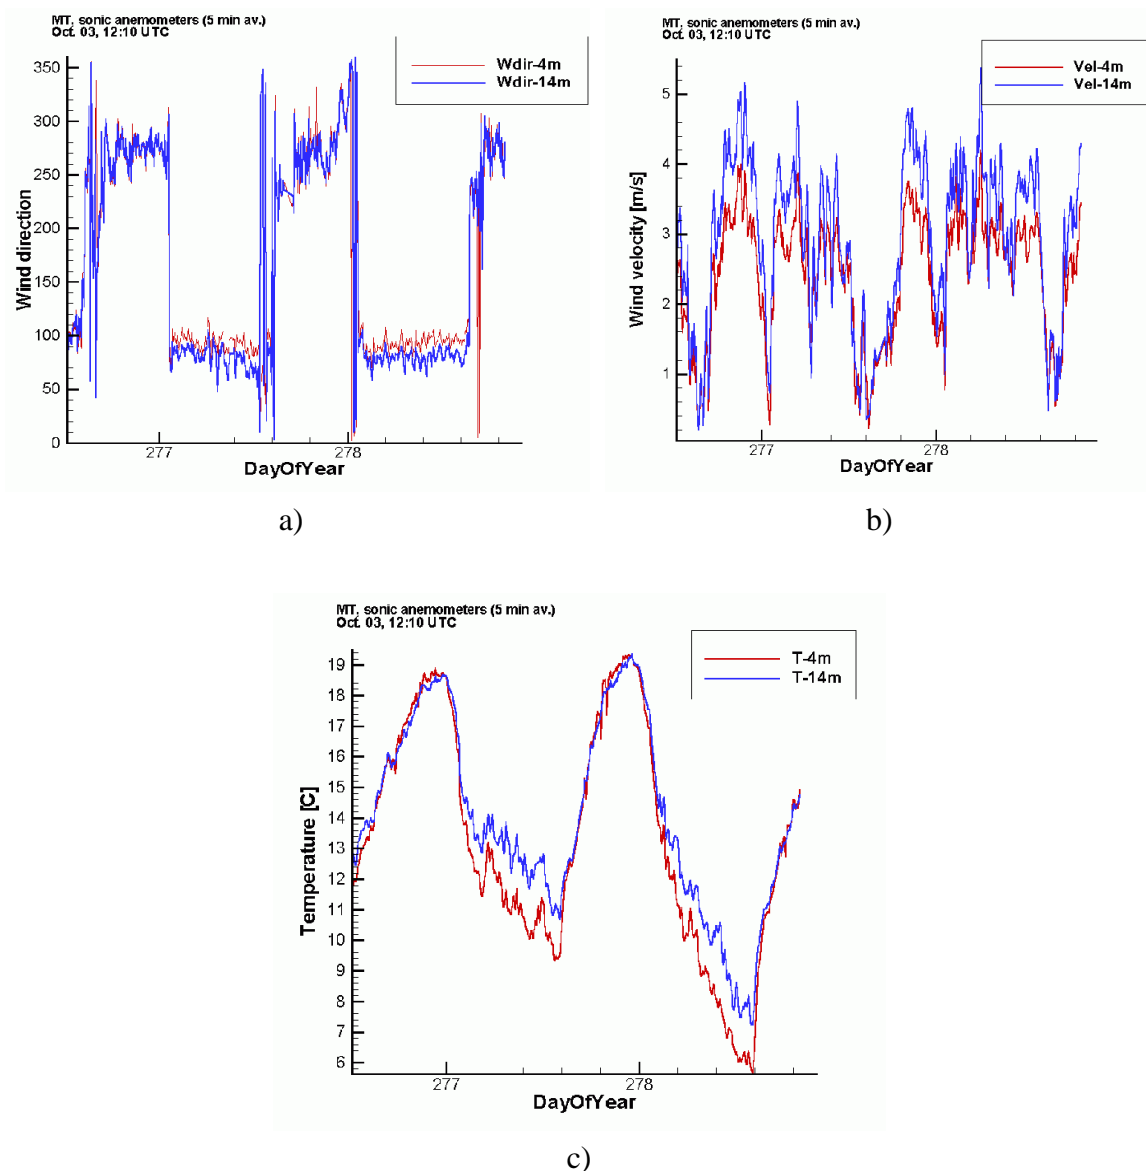 MT, sonic anemometers (5 min av.)
Oct. 03, 12:10 UTC
Wdir-4m
Wdir-14m
350
300
250
200
150
100
50
0
Wind direction
277
278
DayOfYear
a)
MT, sonic anemometers (5 min av.)
Oct. 03, 12:10 UTC
Vel-4m
Vel-14m
5
4
3
2
1
Wind velocity [m/s]
277
278
DayOfYear
b)
MT, sonic anemometers (5 min av.)
Oct. 03, 12:10 UTC
T-4m
T-14m
19
18
17
16
15
14
13
12
11
10
9
8
7
6
Temperature [C]
277
278
DayOfYear
c)